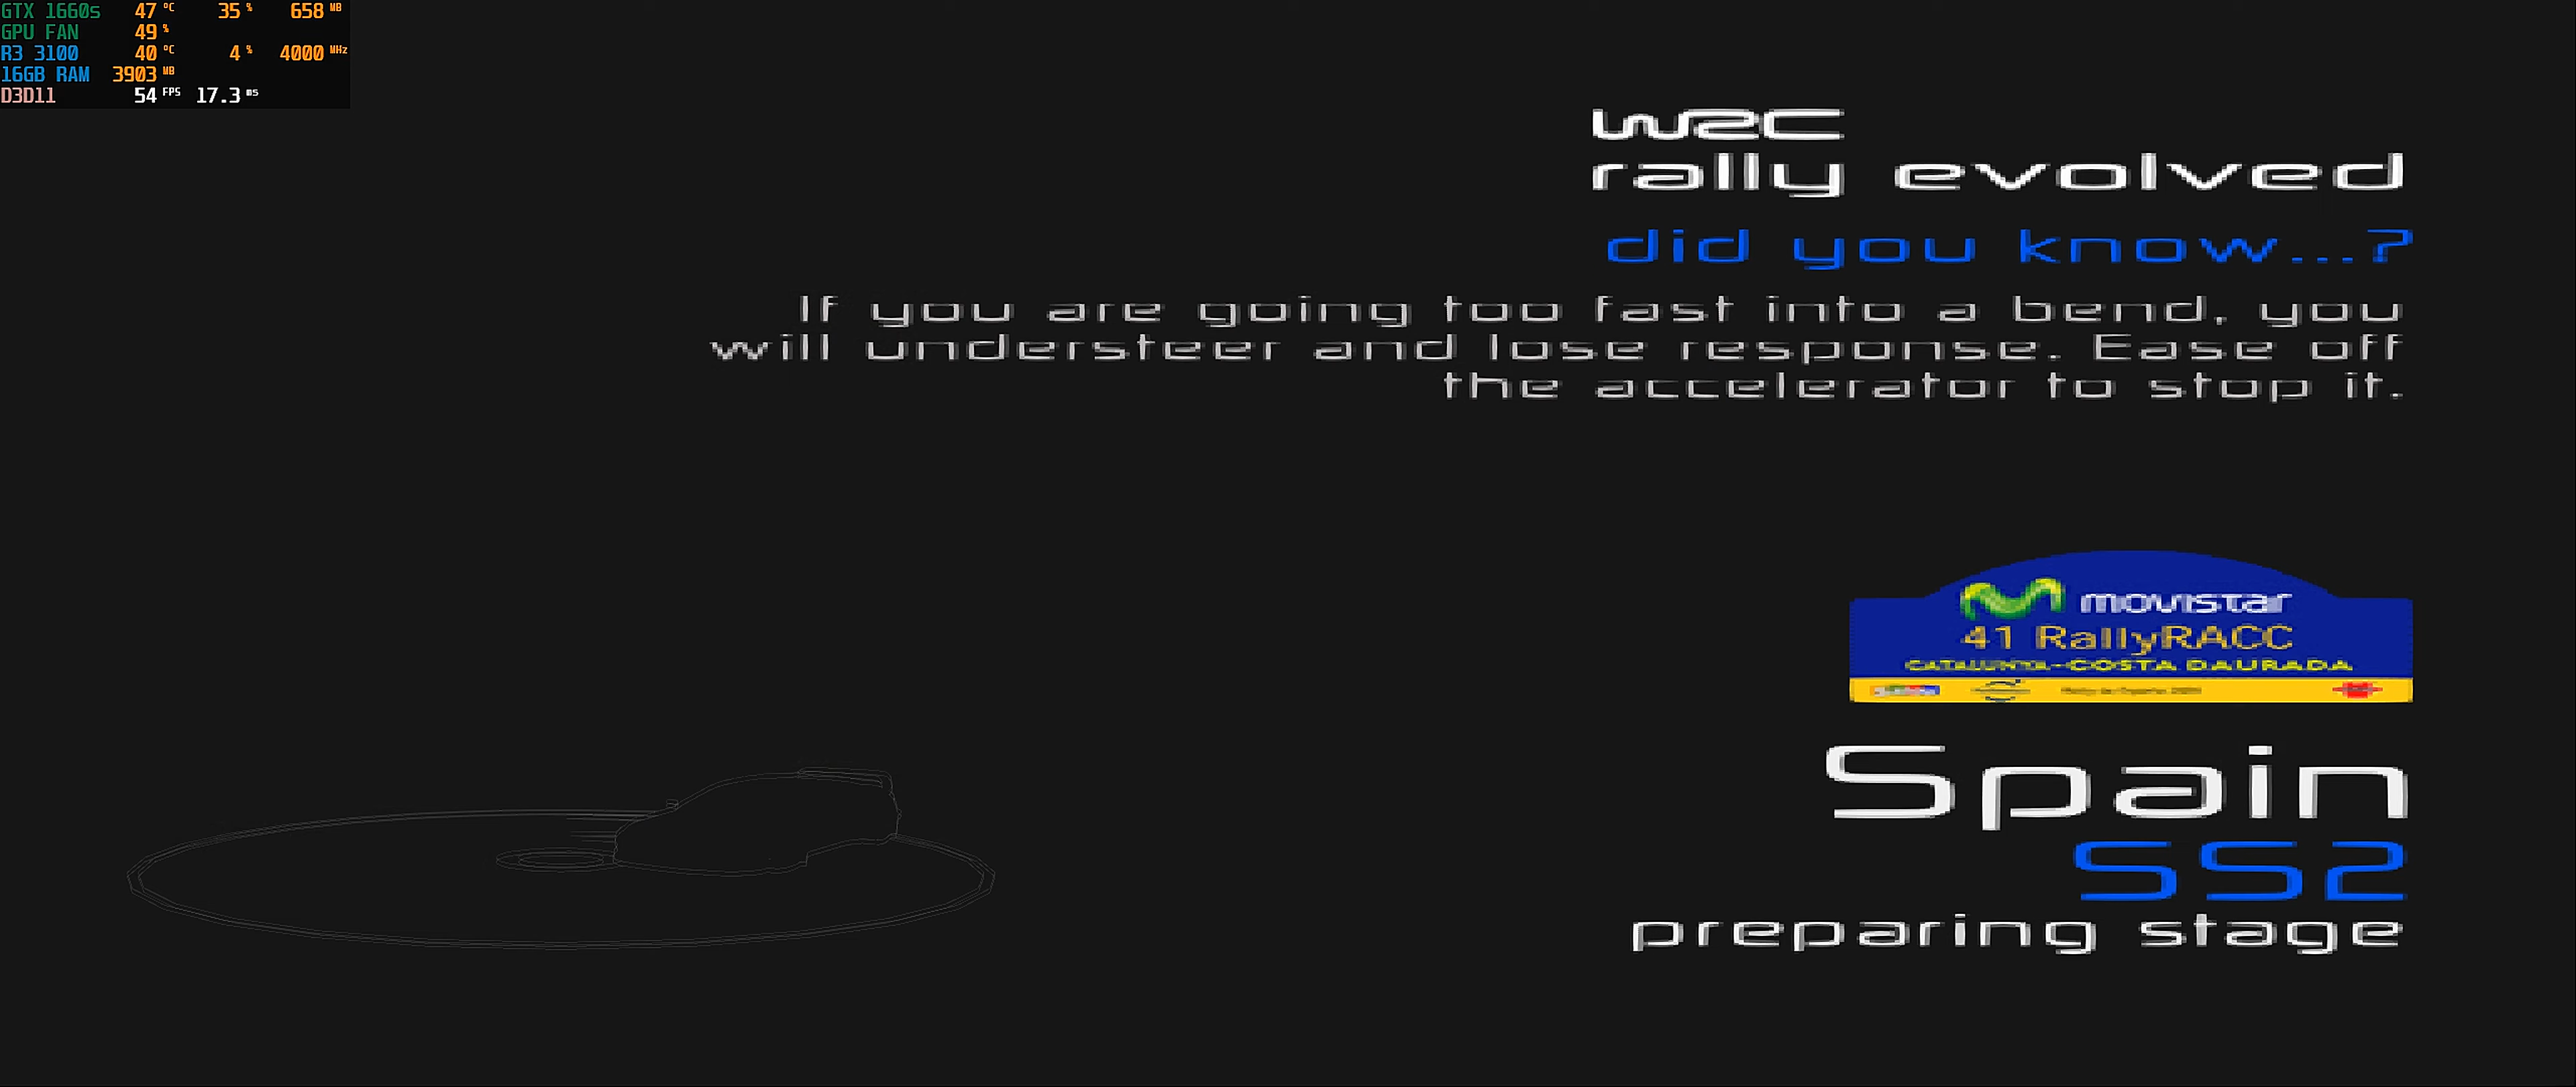 GTX 1660s 47 °C 35 % 658 MB
GPU FAN 49 %
R3 3100 40 °C 4 % 4000 MHz
16GB RAM 3903 MB
D3D11 54 FPS 17.3 ms
WRC
rally evolved
did you know...?
If you are going too fast into a bend, you
will understeer and lose response. Ease off
the accelerator to stop it.
movistar
41 RallyRACC
CATALUNYA-COSTA DAURADA
Spain
SS2
preparing stage